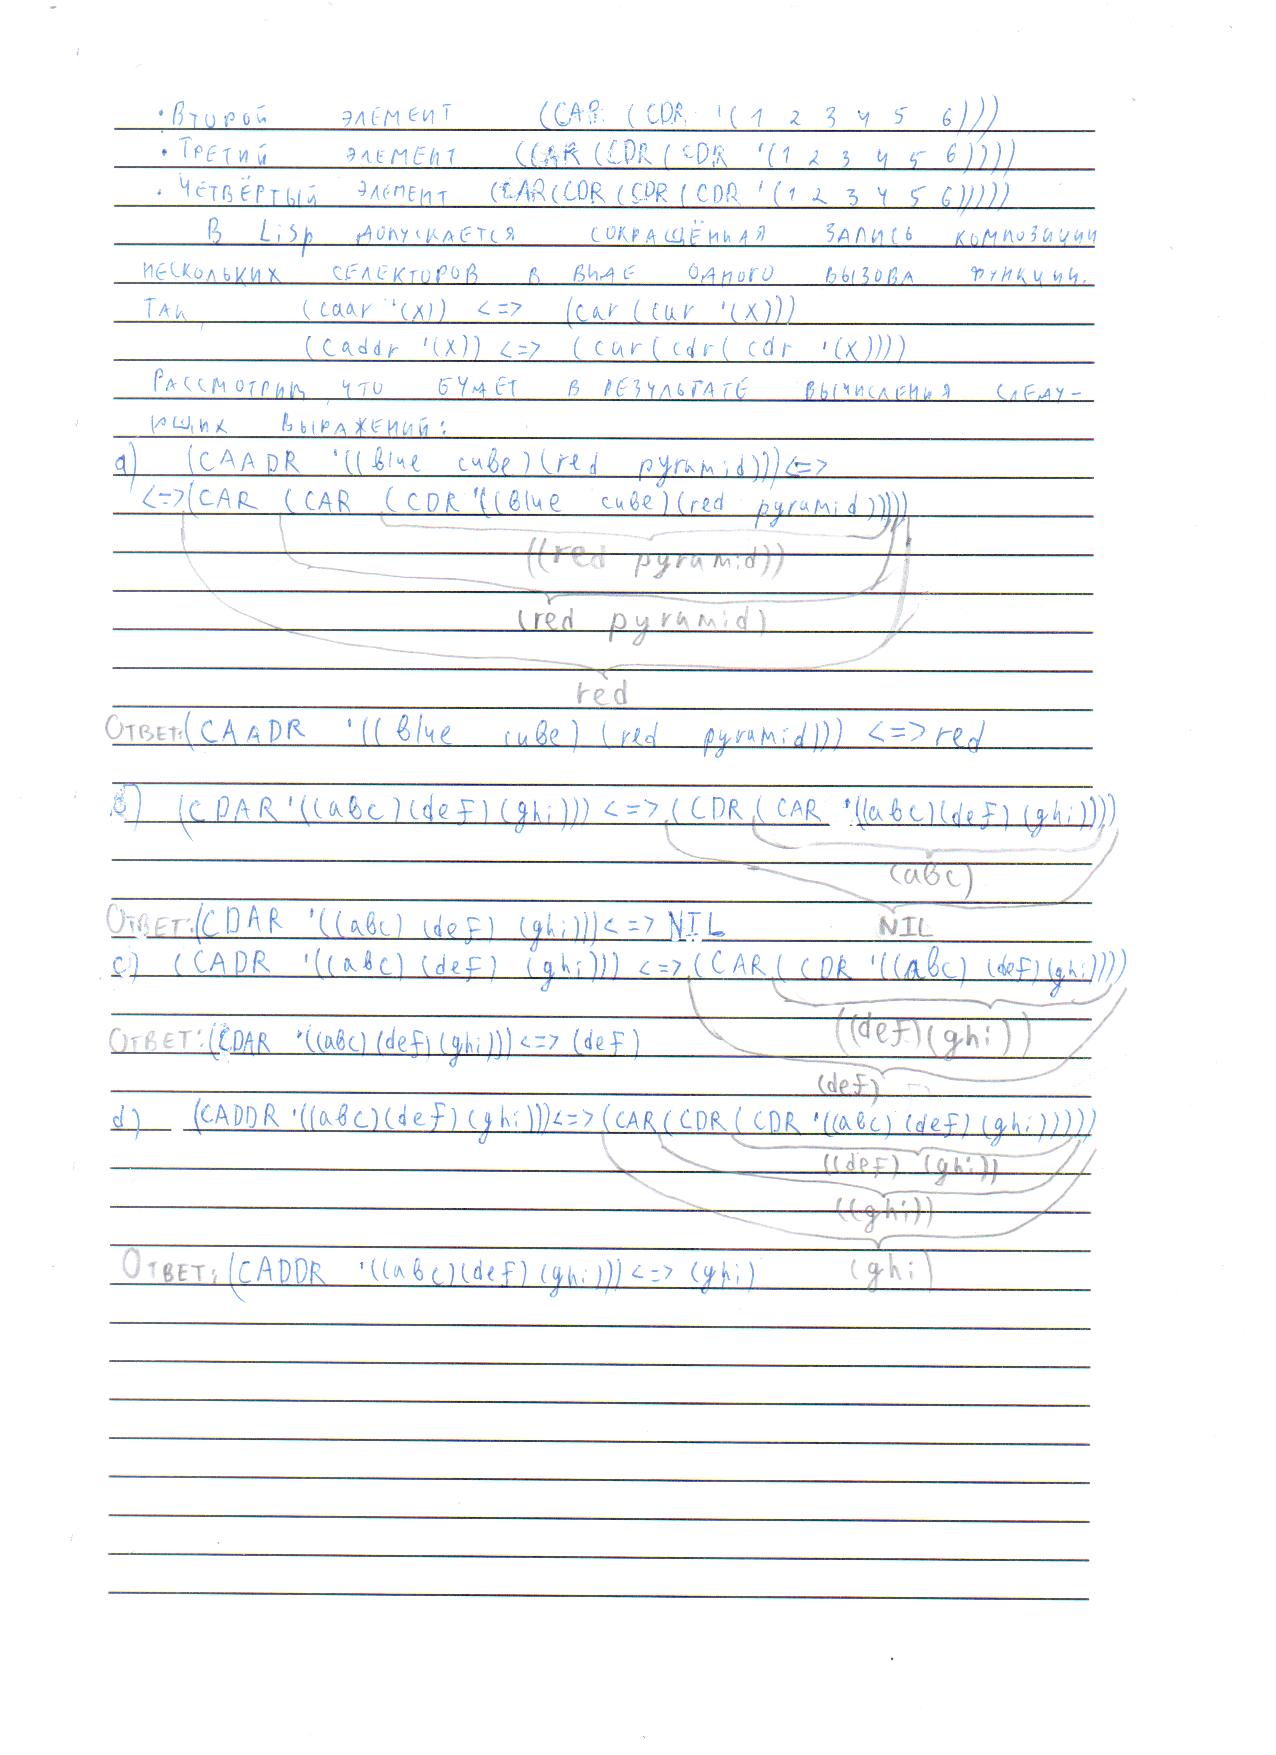 • Второй элемент (CAR (CDR '(1 2 3 4 5 6)))
• Третий элемент (CAR (CDR (CDR '(1 2 3 4 5 6))))
• Четвёртый элемент (CAR(CDR (CDR (CDR '(1 2 3 4 5 6)))))
В Lisp допускается сокращённая запись композиции
нескольких селекторов в виде одного вызова функции.
Так, (caar '(x)) <=> (car (car '(x)))
(caddr '(x)) <=> (car (cdr( cdr '(x))))
Рассмотрим, что будет в результате вычисления следу-
ющих выражений:
a) (CAADR '((blue cube)(red pyramid))) <=>
<=>(CAR (CAR (CDR '((blue cube)(red pyramid)))))
((red pyramid))
(red pyramid)
red
Ответ:(CAADR '((blue cube) (red pyramid))) <=> red
b) (CDAR '((abc)(def)(ghi))) <=> (CDR (CAR '((abc)(def)(ghi))))
(abc)
Ответ:(CDAR '((abc) (def) (ghi))) <=> NIL NIL
c) (CADR '((abc) (def) (ghi))) <=> (CAR ( CDR '((abc) (def)(ghi))))
((def)(ghi))
Ответ:(CDAR '((abc)(def)(ghi))) <=> (def)
(def)
d) (CADDR '((abc)(def)(ghi))) <=> (CAR (CDR ( CDR '((abc) (def) (ghi)))))
((def) (ghi))
((ghi))
Ответ: (CADDR '((abc)(def) (ghi))) <=> (ghi) (ghi)